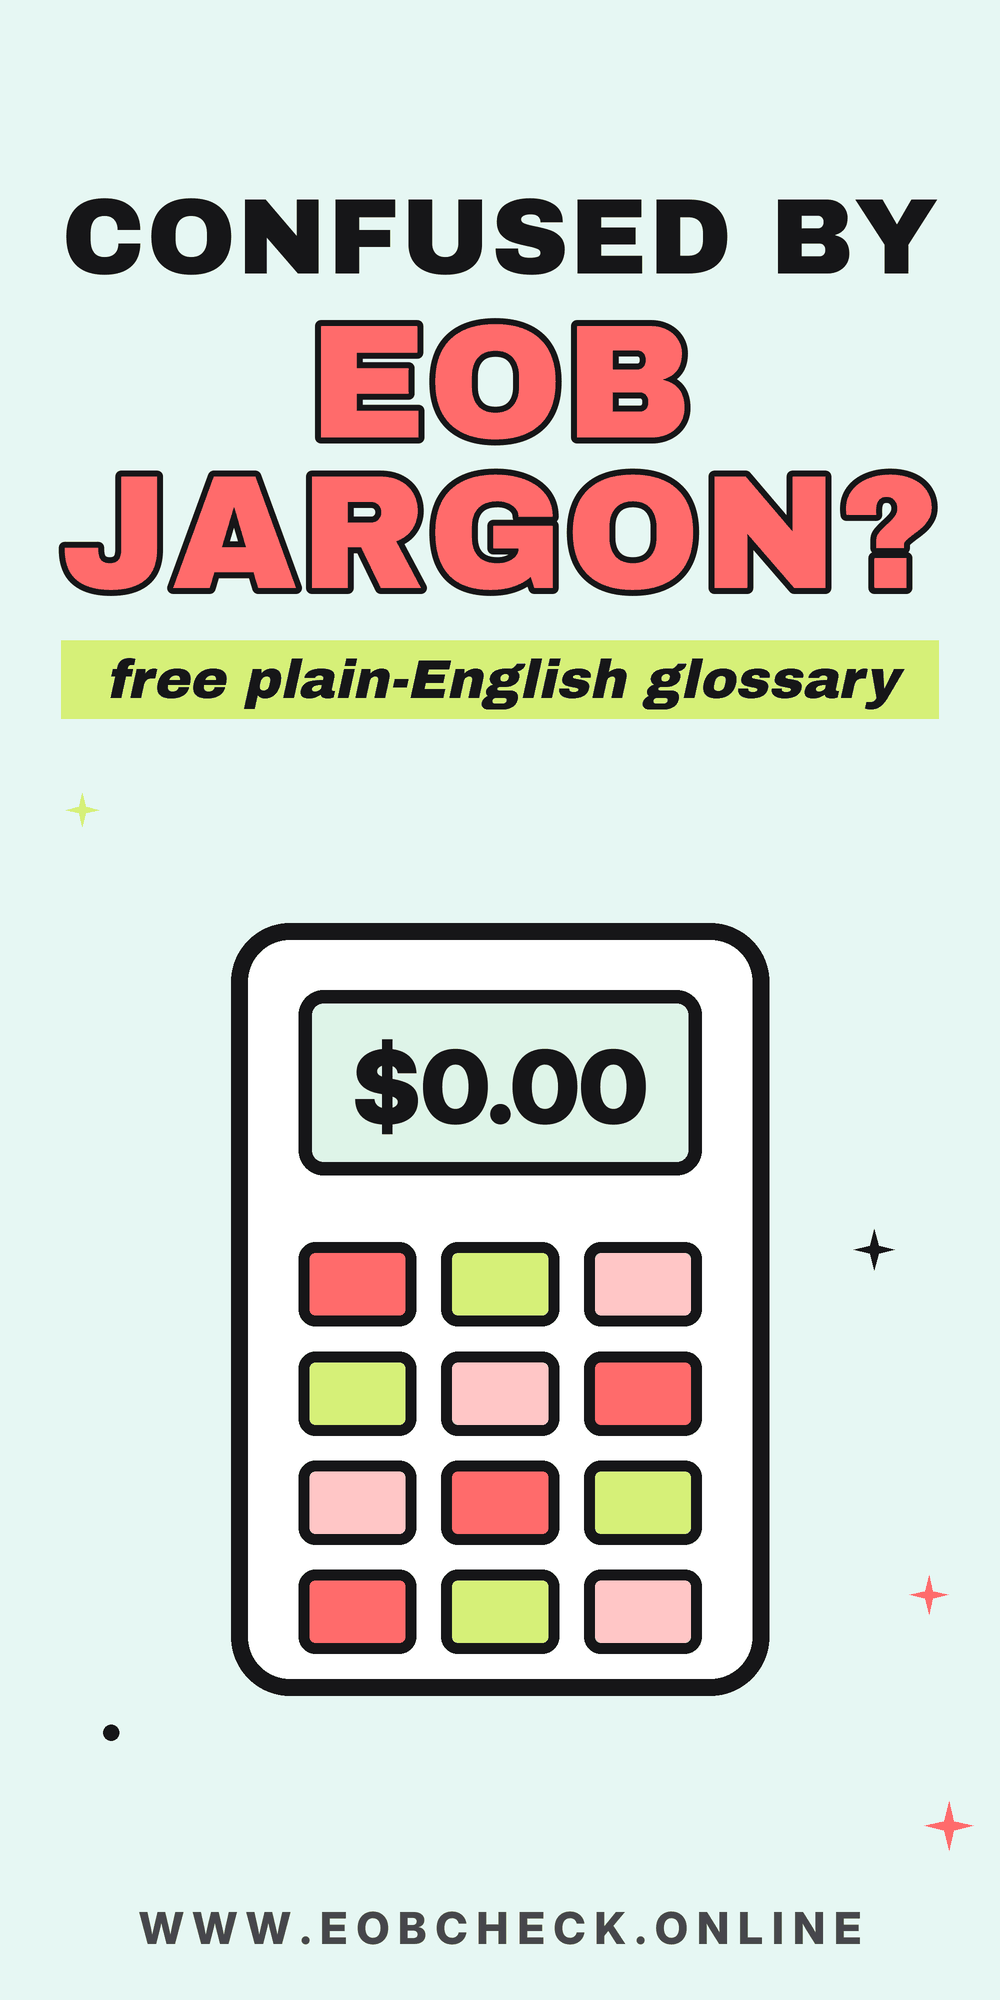 CONFUSED BY
EOB
JARGON?
free plain-English glossary
$0.00
WWW.EOBCHECK.ONLINE